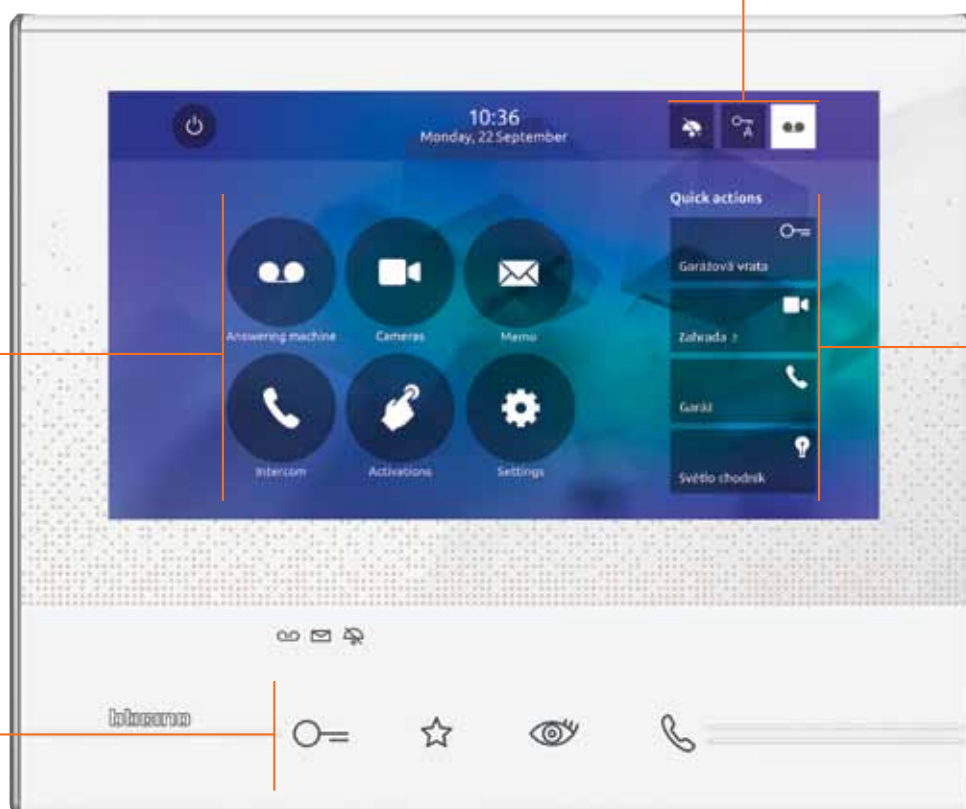 10:36
Monday, 22 September
A
Quick actions
Garážová vrata
Answering machine
Cameras
Memo
Zahrada 2
Garáž
Intercom
Activations
Settings
Světlo chodník
bticino